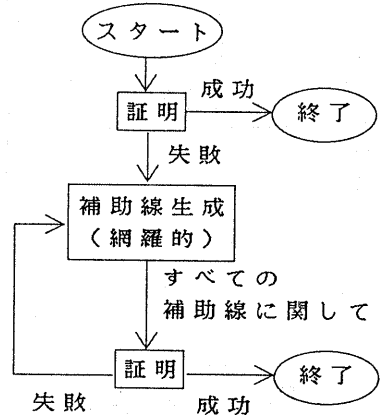 スタート
成功
証明
終了
失敗
補助線生成
（網羅的）
すべての
補助線に関して
証明
終了
失敗
成功